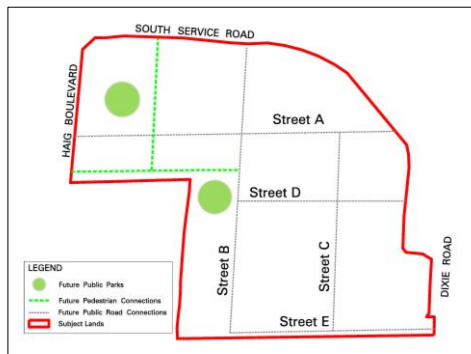 SOUTH SERVICE ROAD
HAIG BOULEVARD
Street A
Street D
Street B
Street C
DIXIE ROAD
Street E
LEGEND
Future Public Parks
Future Pedestrian Connections
Future Public Road Connections
Subject Lands